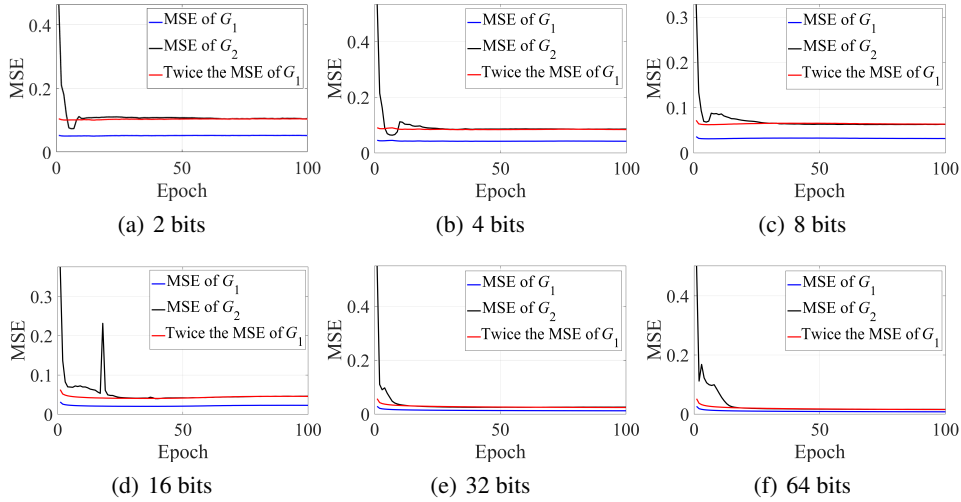 MSE
0.4
0.2
0
0
50
100
Epoch
MSE of G1
MSE of G2
Twice the MSE of G1
(a) 2 bits
MSE
0.4
0.2
0
0
50
100
Epoch
MSE of G1
MSE of G2
Twice the MSE of G1
(b) 4 bits
MSE
0.3
0.2
0.1
0
0
50
100
Epoch
MSE of G1
MSE of G2
Twice the MSE of G1
(c) 8 bits
MSE
0.3
0.2
0.1
0
0
50
100
Epoch
MSE of G1
MSE of G2
Twice the MSE of G1
(d) 16 bits
MSE
0.4
0.2
0
0
50
100
Epoch
MSE of G1
MSE of G2
Twice the MSE of G1
(e) 32 bits
MSE
0.4
0.2
0
0
50
100
Epoch
MSE of G1
MSE of G2
Twice the MSE of G1
(f) 64 bits